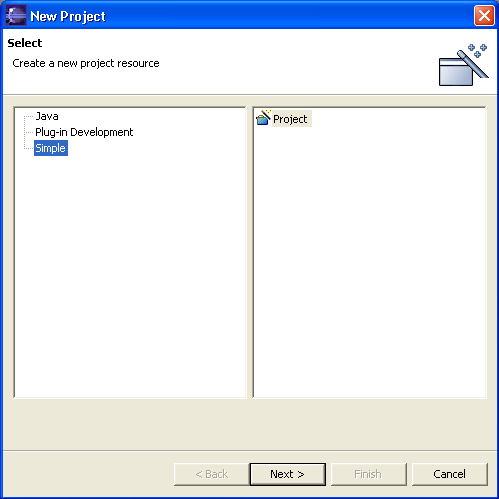 New Project
Select
Create a new project resource
Java
Plug-in Development
Simple
Project
< Back
Next >
Finish
Cancel